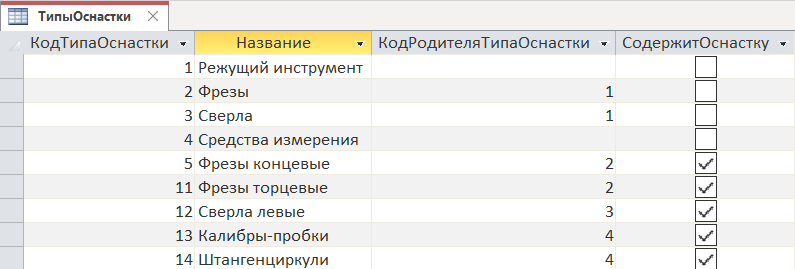 ТипыОснастки
КодТипаОснастки Название КодРодителяТипаОснастки СодержитОснастку
1 Режущий инструмент
2 Фрезы 1
3 Сверла 1
4 Средства измерения
5 Фрезы концевые 2
11 Фрезы торцевые 2
12 Сверла левые 3
13 Калибры-пробки 4
14 Штангенциркули 4